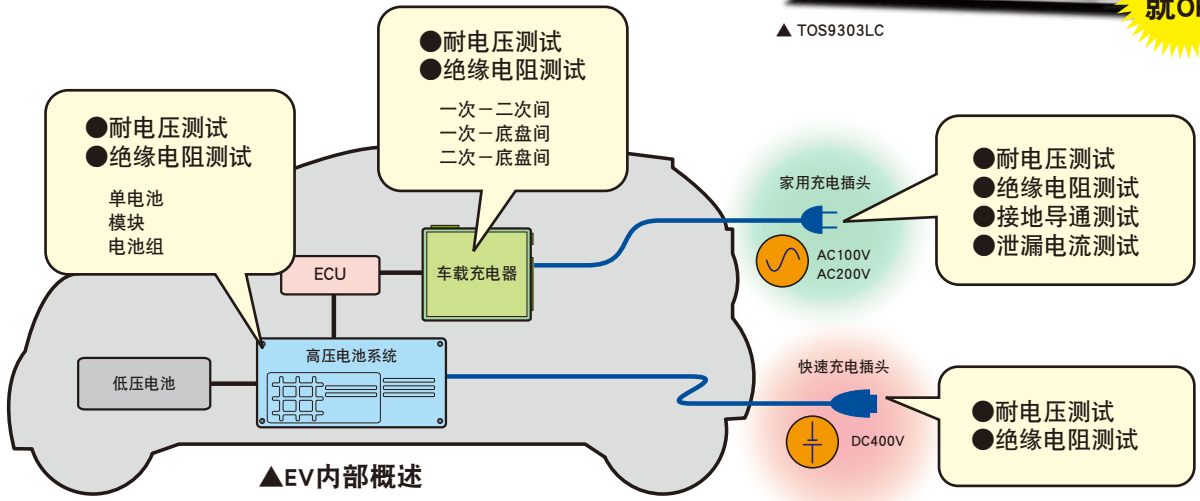 就OK
▲ TOS9303LC
●耐电压测试
●绝缘电阻测试
一次－二次间
一次－底盘间
二次－底盘间
●耐电压测试
●绝缘电阻测试
单电池
模块
电池组
家用充电插头
AC100V
AC200V
●耐电压测试
●绝缘电阻测试
●接地导通测试
●泄漏电流测试
ECU
车载充电器
高压电池系统
低压电池
快速充电插头
DC400V
●耐电压测试
●绝缘电阻测试
▲EV内部概述